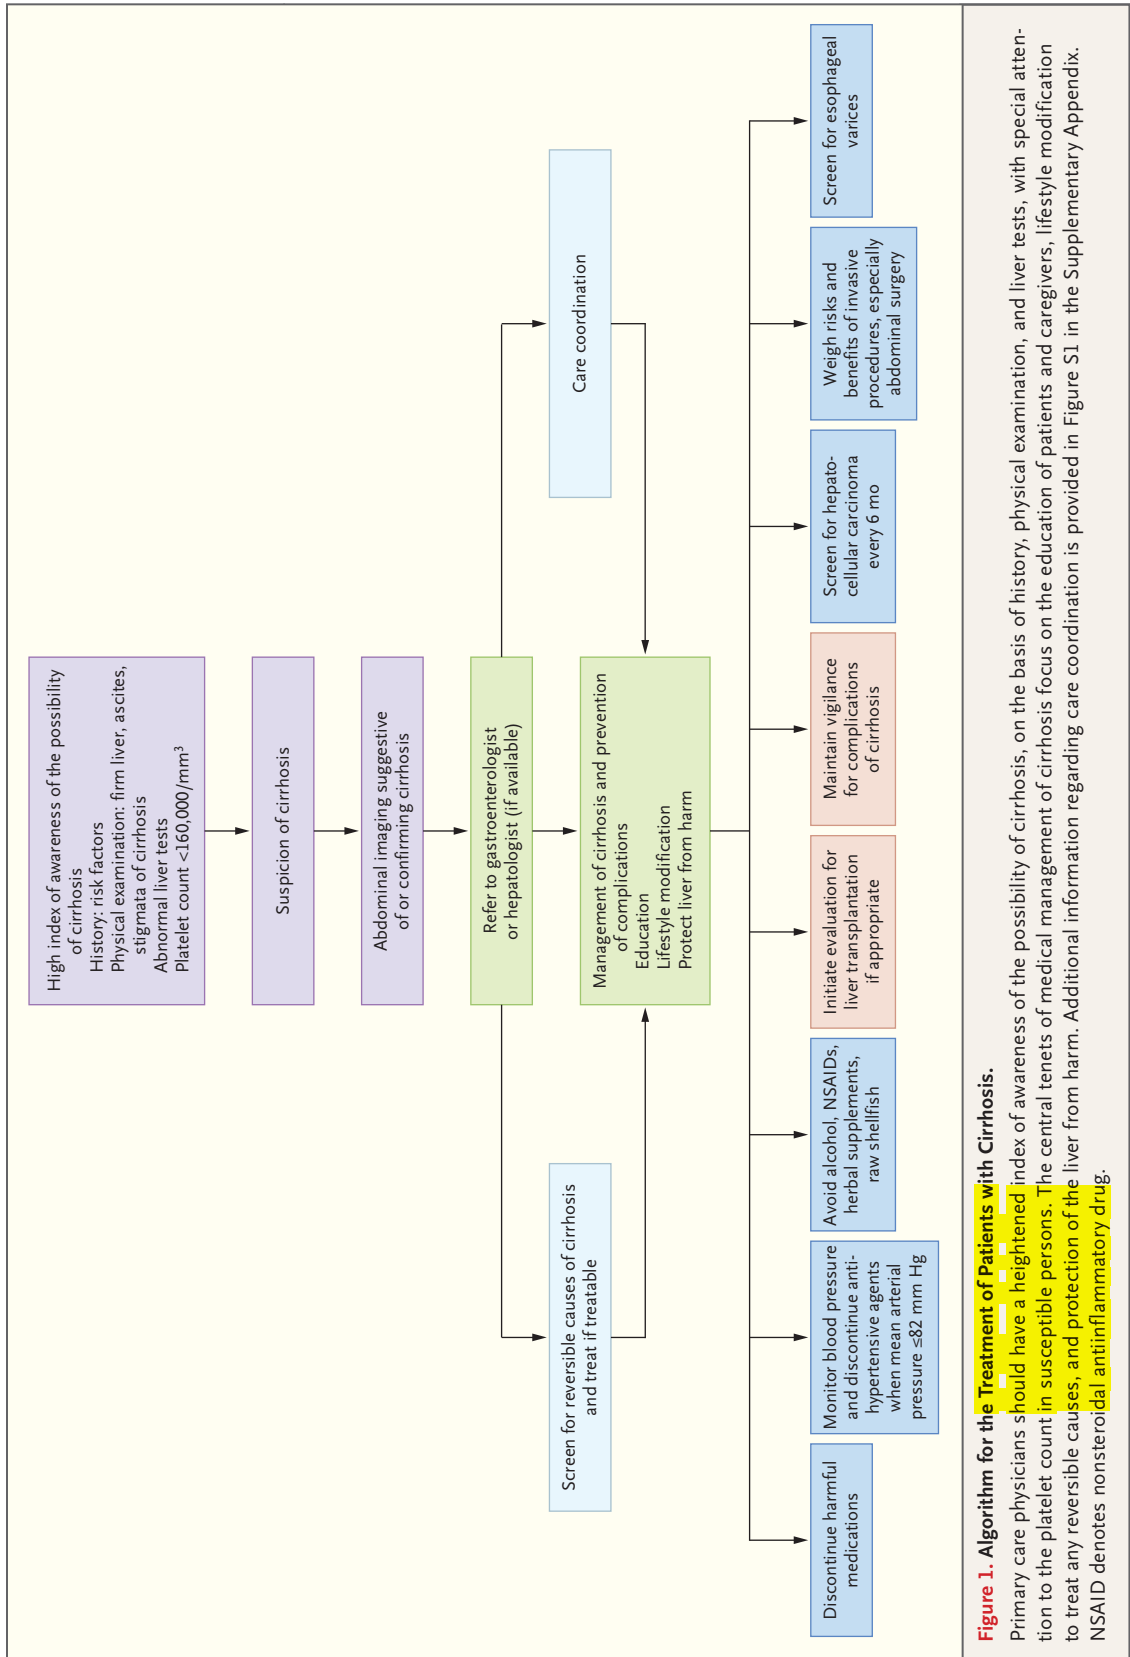 High index of awareness of the possibility
of cirrhosis
History: risk factors
Physical examination: firm liver, ascites,
stigmata of cirrhosis
Abnormal liver tests
Platelet count <160,000/mm³
Suspicion of cirrhosis
Abdominal imaging suggestive
of or confirming cirrhosis
Refer to gastroenterologist
or hepatologist (if available)
Screen for reversible causes of cirrhosis
and treat if treatable
Care coordination
Management of cirrhosis and prevention
of complications
Education
Lifestyle modification
Protect liver from harm
Discontinue harmful
medications
Monitor blood pressure
and discontinue anti-
hypertensive agents
when mean arterial
pressure ≤82 mm Hg
Avoid alcohol, NSAIDs,
herbal supplements,
raw shellfish
Initiate evaluation for
liver transplantation
if appropriate
Maintain vigilance
for complications
of cirrhosis
Screen for hepato-
cellular carcinoma
every 6 mo
Weigh risks and
benefits of invasive
procedures, especially
abdominal surgery
Screen for esophageal
varices
Figure 1. Algorithm for the Treatment of Patients with Cirrhosis.
Primary care physicians should have a heightened index of awareness of the possibility of cirrhosis, on the basis of history, physical examination, and liver tests, with special atten-
tion to the platelet count in susceptible persons. The central tenets of medical management of cirrhosis focus on the education of patients and caregivers, lifestyle modification
to treat any reversible causes, and protection of the liver from harm. Additional information regarding care coordination is provided in Figure S1 in the Supplementary Appendix.
NSAID denotes nonsteroidal antiinflammatory drug.